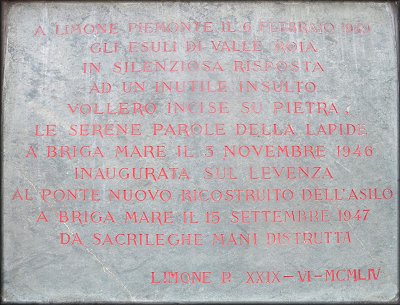 A LIMONE PIEMONTE IL 6 FEBBRAIO 1949
GLI ESULI DI VALLE ROIA
IN SILENZIOSA RISPOSTA
AD'UN INUTILE INSULTO
VOLLERO INCISE SU PIETRA,
LE SERENE PAROLE DELLA LAPIDE
A BRIGA MARE IL 3 NOVEMBRE 1946
INAUGURATA SUL LEVENZA
AL PONTE NUOVO RICOSTRUITO DELL'ASILO
A BRIGA MARE IL 15 SETTEMBRE 1947
DA SACRILEGHE MANI DISTRUTTA
LIMONE P. XXIX-VI-MCMLIV